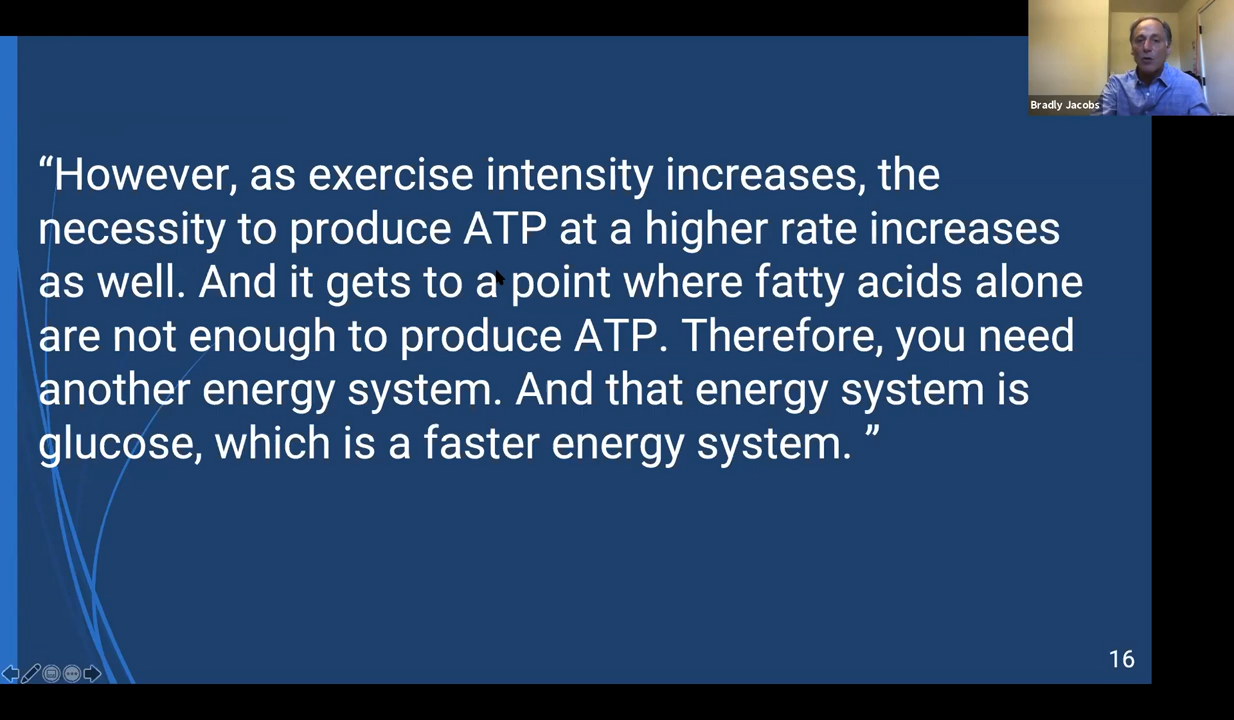 Bradly Jacobs
“However, as exercise intensity increases, the
necessity to produce ATP at a higher rate increases
as well. And it gets to a point where fatty acids alone
are not enough to produce ATP. Therefore, you need
another energy system. And that energy system is
glucose, which is a faster energy system. ”
16